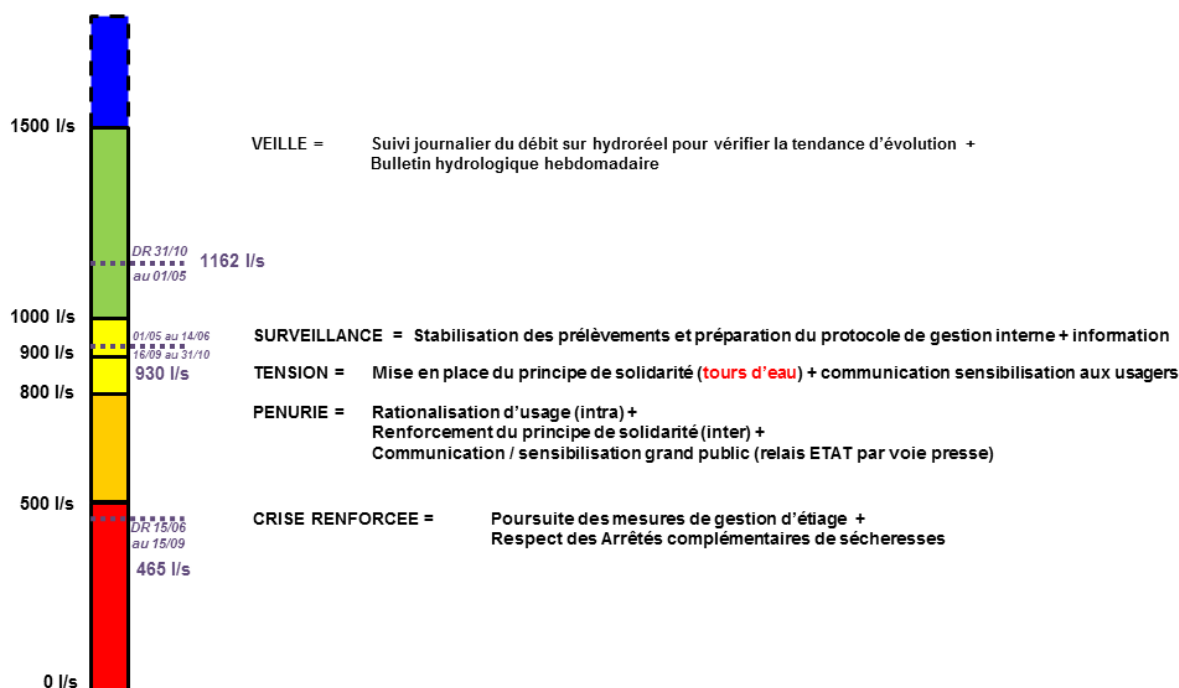 1500 l/s
VEILLE = Suivi journalier du débit sur hydroréel pour vérifier la tendance d'évolution +
Bulletin hydrologique hebdomadaire
DR 31/10
1162 l/s
au 01/05
1000 l/s
01/05 au 14/06
SURVEILLANCE = Stabilisation des prélèvements et préparation du protocole de gestion interne + information
900 l/s
16/09 au 31/10
930 l/s
TENSION = Mise en place du principe de solidarité (tours d'eau) + communication sensibilisation aux usagers
800 l/s
PENURIE = Rationalisation d'usage (intra) +
Renforcement du principe de solidarité (inter) +
Communication / sensibilisation grand public (relais ETAT par voie presse)
500 l/s
CRISE RENFORCEE = Poursuite des mesures de gestion d'étiage +
DR 15/06
Respect des Arrêtés complémentaires de sécheresses
au 15/09
465 l/s
0 l/s